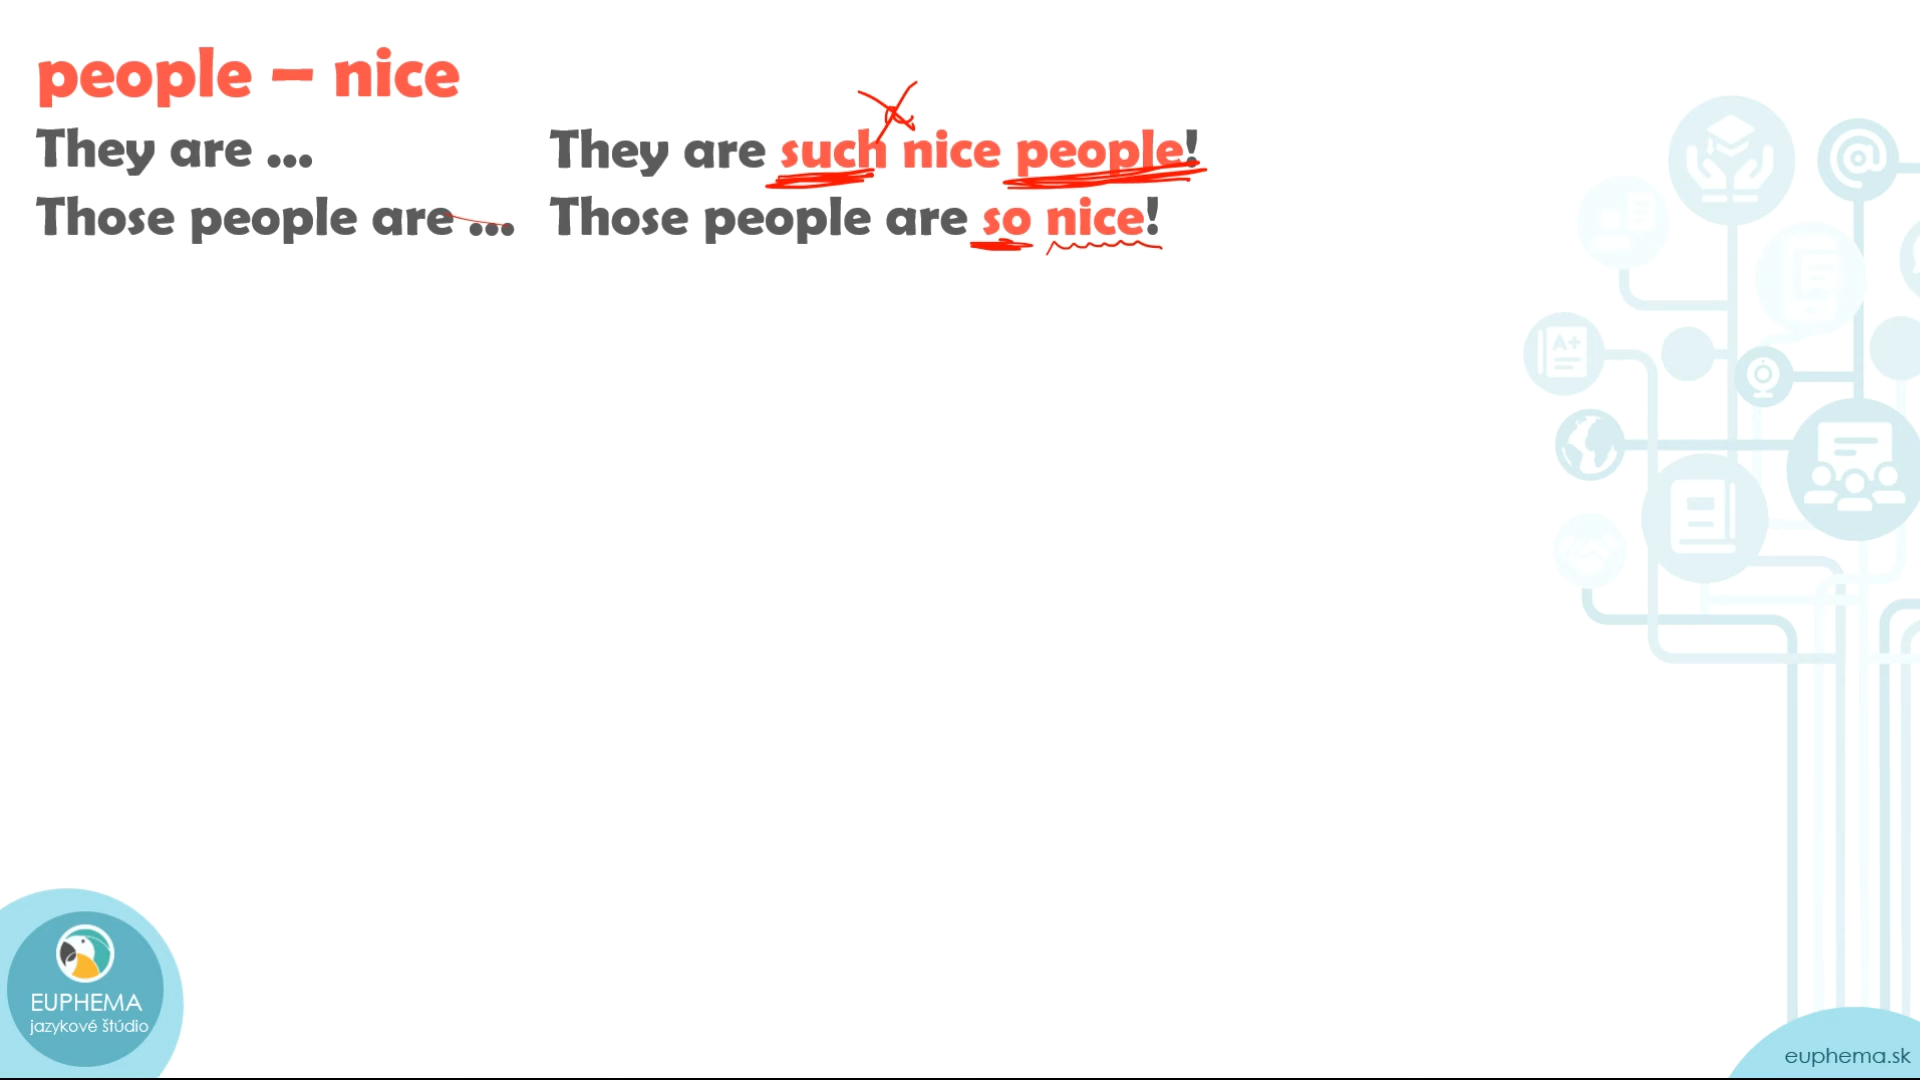 people – nice
They are ... They are such nice people!
Those people are ... Those people are so nice!
a
EUPHEMA
jazykové štúdio
euphema.sk